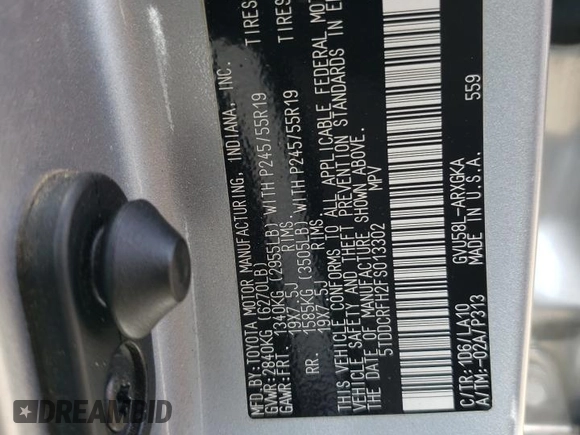 MFD.BY:TOYOTA MOTOR MANUFACTURING, INDIANA, INC.
GVWR:2840KG (6270LB)
GAWR:FRT. 1340KG (2955LB) WITH P245/55R19 TIRES
19X7.5J RIMS.
RR. 1585KG (3505LB) WITH P245/55R19 TIRES
19X7.5J RIMS.
THIS VEHICLE CONFORMS TO ALL APPLICABLE FEDERAL MOTOR
VEHICLE SAFETY AND THEFT PREVENTION STANDARDS IN
THE DATE OF MANUFACTURE SHOWN ABOVE.
5TDDCRFH2FS013302 MPV
C/TR:1D6/LA10 GVU58L-ARXGKA 559
A/TM:-02A/P313 MADE IN U.S.A.
DREAMBID